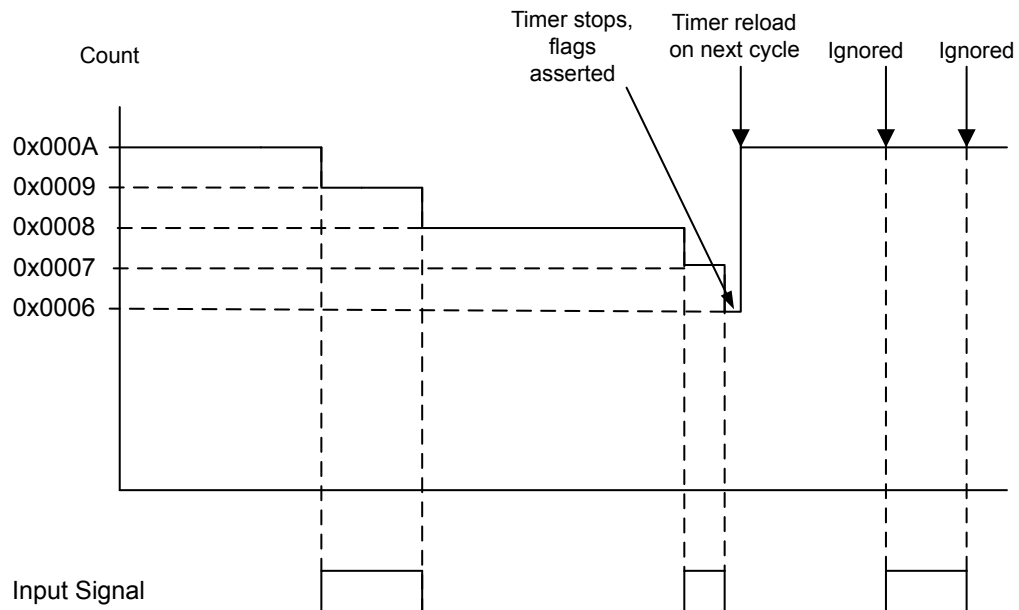 Timer stops,
flags
asserted
Timer reload
on next cycle
Ignored
Ignored
Count
0x000A
0x0009
0x0008
0x0007
0x0006
Input Signal